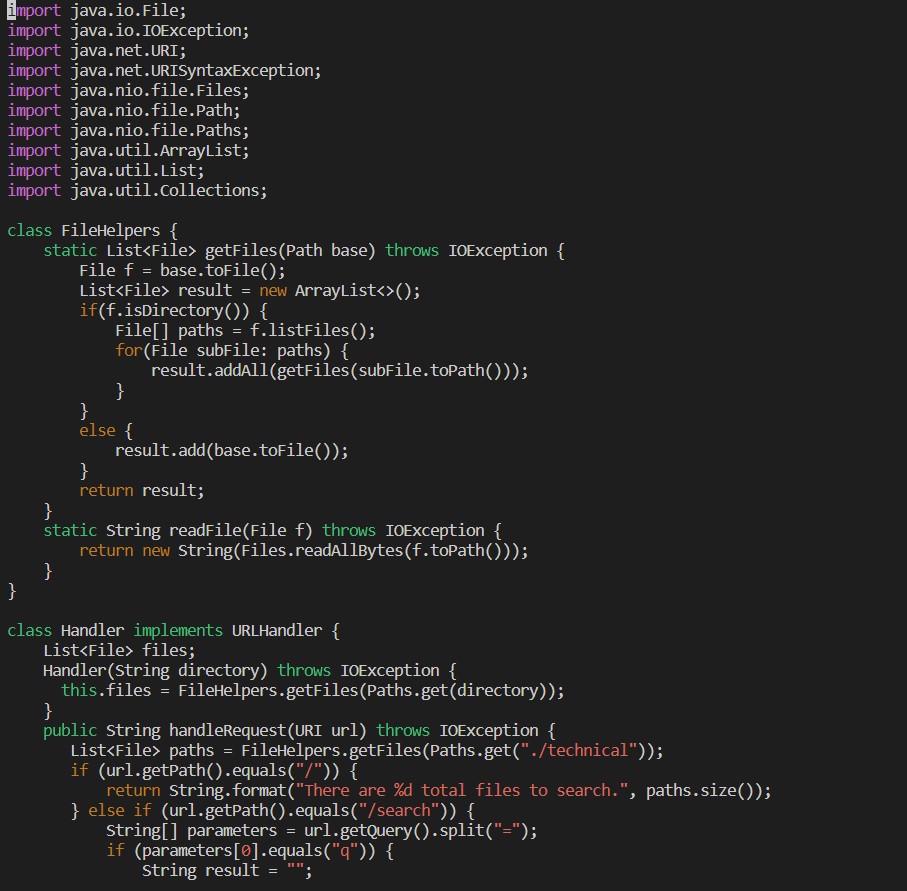 import java.io.File;
import java.io.IOException;
import java.net.URI;
import java.net.URISyntaxException;
import java.nio.file.Files;
import java.nio.file.Path;
import java.nio.file.Paths;
import java.util.ArrayList;
import java.util.List;
import java.util.Collections;

class FileHelpers {
    static List<File> getFiles(Path base) throws IOException {
        File f = base.toFile();
        List<File> result = new ArrayList<>();
        if(f.isDirectory()) {
            File[] paths = f.listFiles();
            for(File subFile: paths) {
                result.addAll(getFiles(subFile.toPath()));
            }
        }
        else {
            result.add(base.toFile());
        }
        return result;
    }
    static String readFile(File f) throws IOException {
        return new String(Files.readAllBytes(f.toPath()));
    }
}

class Handler implements URLHandler {
    List<File> files;
    Handler(String directory) throws IOException {
      this.files = FileHelpers.getFiles(Paths.get(directory));
    }
    public String handleRequest(URI url) throws IOException {
       List<File> paths = FileHelpers.getFiles(Paths.get("./technical"));
       if (url.getPath().equals("/")) {
           return String.format("There are %d total files to search.", paths.size());
       } else if (url.getPath().equals("/search")) {
           String[] parameters = url.getQuery().split("=");
           if (parameters[0].equals("q")) {
               String result = "";